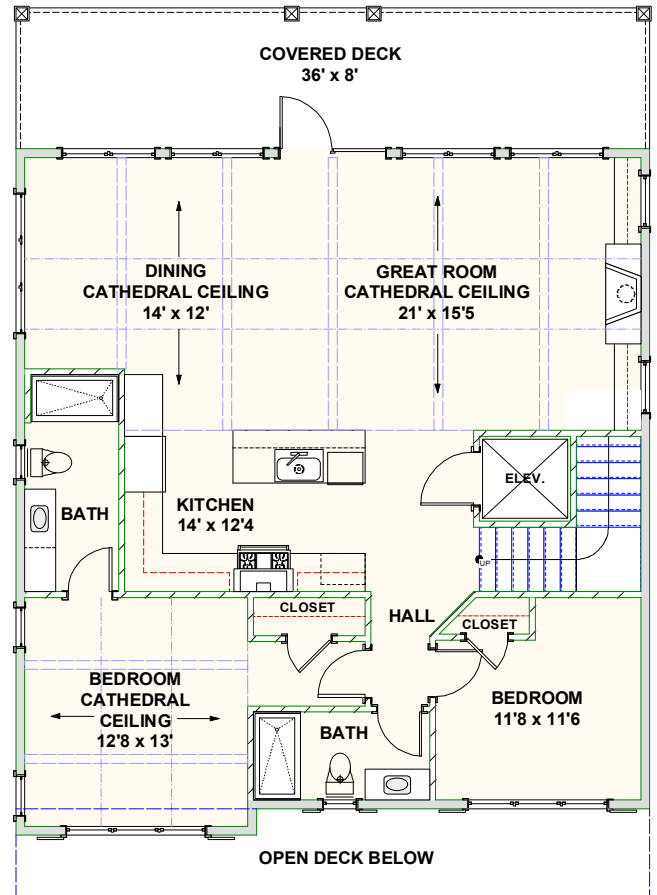 COVERED DECK
36' x 8'
DINING
CATHEDRAL CEILING
14' x 12'
GREAT ROOM
CATHEDRAL CEILING
21' x 15'5
ELEV.
KITCHEN
14' x 12'4
BATH
UP
CLOSET
HALL
CLOSET
BEDROOM
CATHEDRAL
CEILING
12'8 x 13'
BEDROOM
11'8 x 11'6
BATH
OPEN DECK BELOW